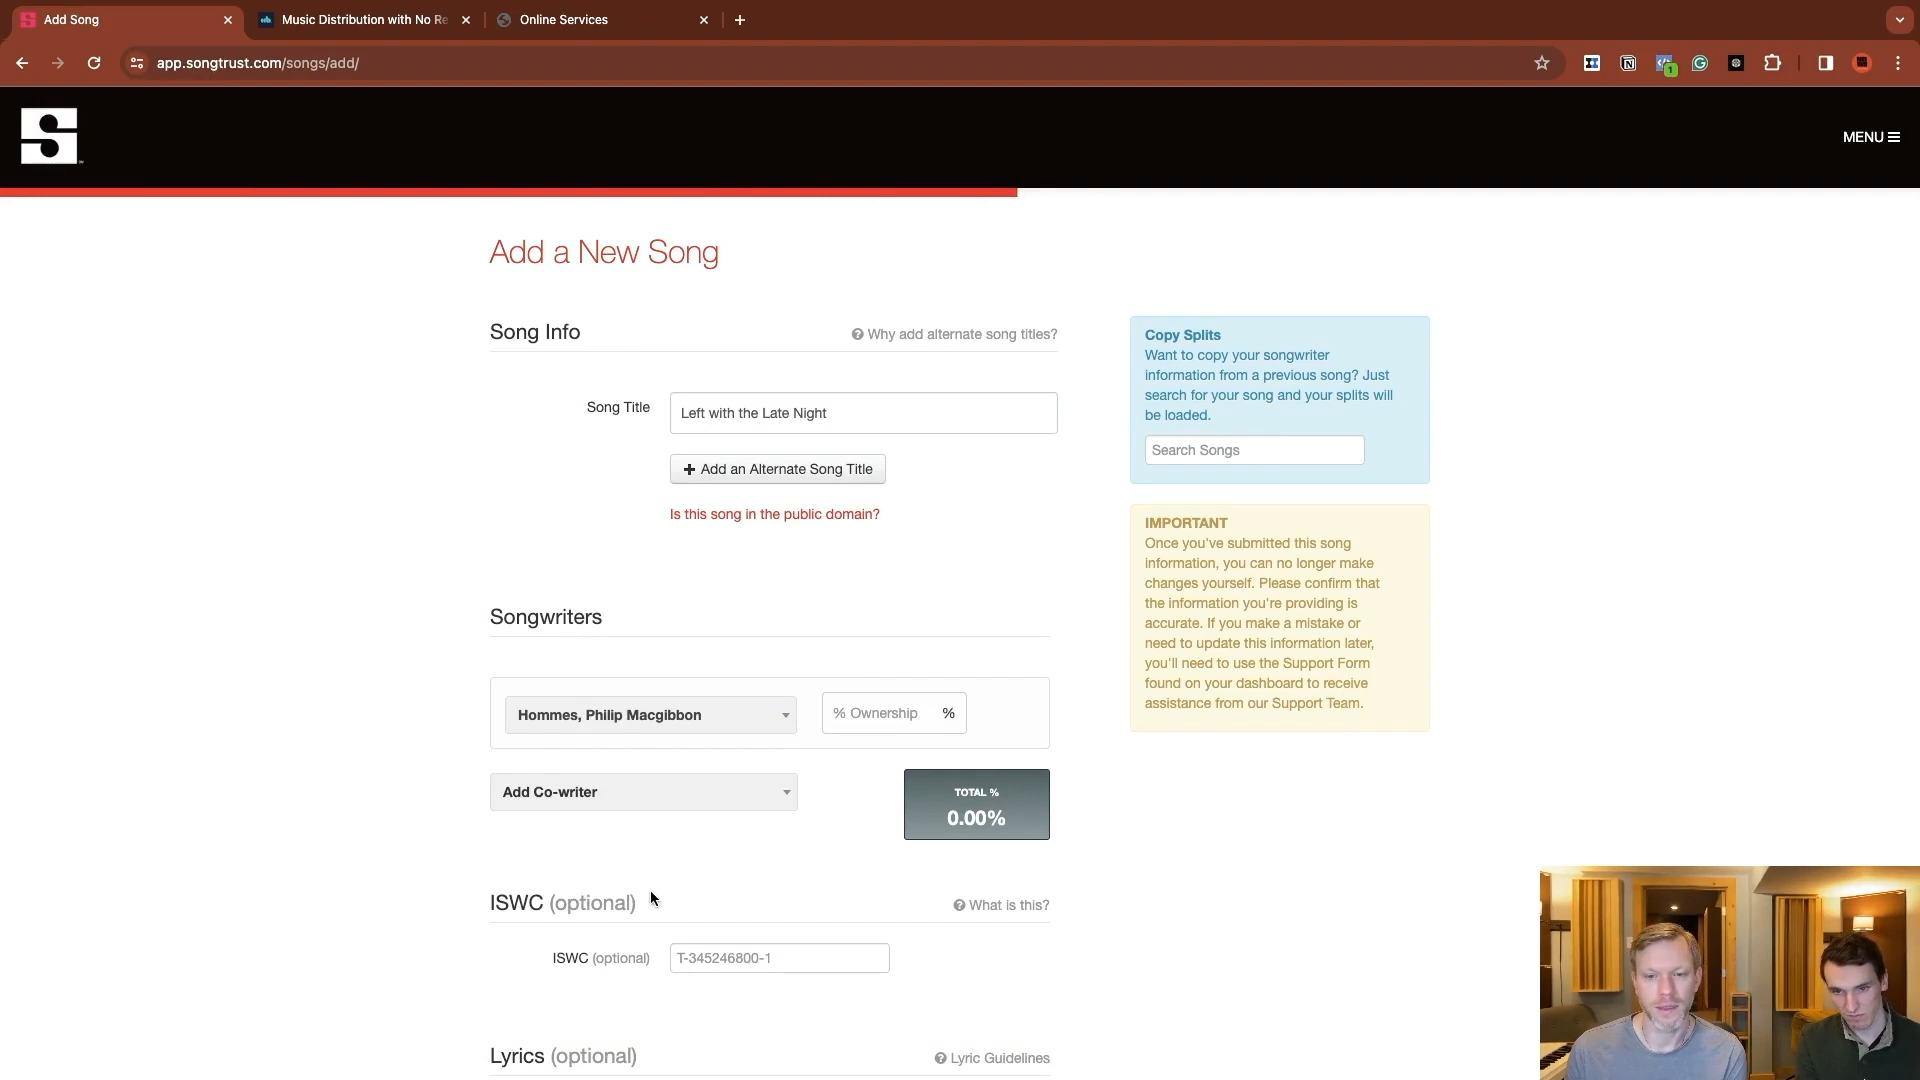 Add Song
Music Distribution with No Re
Online Services
app.songtrust.com/songs/add/
1
MENU
Add a New Song
Song Info
Why add alternate song titles?
Song Title
Left with the Late Night
Add an Alternate Song Title
Is this song in the public domain?
Songwriters
Hommes, Philip Macgibbon
% Ownership %
Add Co-writer
TOTAL %
0.00%
ISWC (optional)
What is this?
ISWC (optional)
T-345246800-1
Lyrics (optional)
Lyric Guidelines
Copy Splits
Want to copy your songwriter
information from a previous song? Just
search for your song and your splits will
be loaded.
Search Songs
IMPORTANT
Once you've submitted this song
information, you can no longer make
changes yourself. Please confirm that
the information you're providing is
accurate. If you make a mistake or
need to update this information later,
you'll need to use the Support Form
found on your dashboard to receive
assistance from our Support Team.